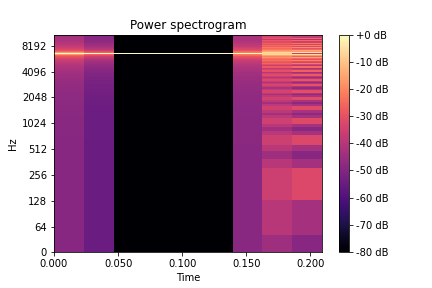 Power spectrogram
8192
4096
2048
1024
512
256
128
64
0
Hz
0.000 0.050 0.100 0.150 0.200
Time
+0 dB
-10 dB
-20 dB
-30 dB
-40 dB
-50 dB
-60 dB
-70 dB
-80 dB